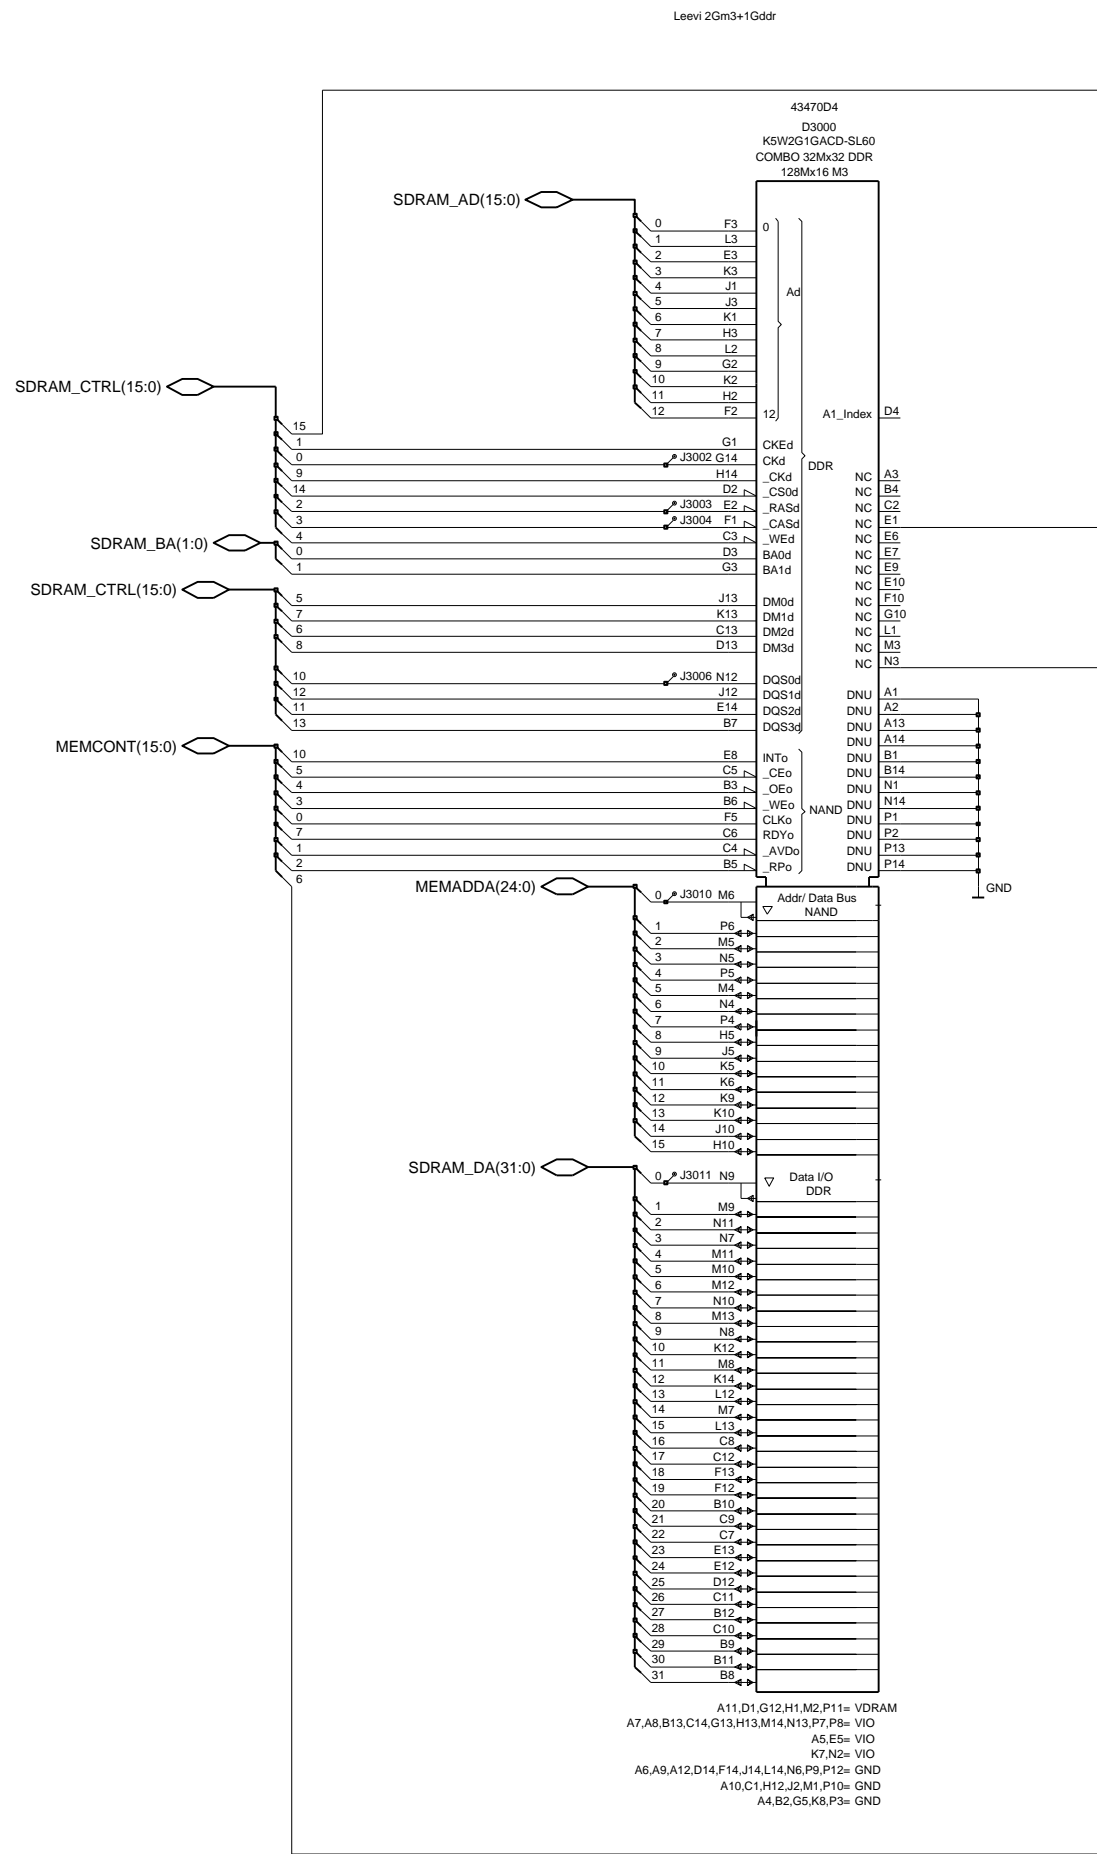 Leevi 2Gm3+1Gddr
43470D4
D3000
K5W2G1GACD-SL60
COMBO 32Mx32 DDR
128Mx16 M3
SDRAM_AD(15:0)
0 F3 0
1 L3
2 E3
3 K3
4 J1 Ad
5 J3
6 K1
7 H3
8 L2
9 G2
10 K2
11 H2
12 F2 12 A1_Index D4
SDRAM_CTRL(15:0)
15
1 G1 CKEd
0 J3002 G14 CKd DDR
9 H14 _CKd NC A3
14 D2 _CS0d NC B4
2 J3003 E2 _RASd NC C2
3 J3004 F1 _CASd NC E1
4 C3 _WEd NC E6
SDRAM_BA(1:0)
0 D3 BA0d NC E7
1 G3 BA1d NC E9
NC E10
SDRAM_CTRL(15:0)
5 J13 DM0d NC F10
7 K13 DM1d NC G10
6 C13 DM2d NC L1
8 D13 DM3d NC M3
NC N3
10 J3006 N12 DQS0d
12 J12 DQS1d DNU A1
11 E14 DQS2d DNU A2
13 B7 DQS3d DNU A13
DNU A14
MEMCONT(15:0)
10 E8 INTo DNU B1
5 C5 _CEo DNU B14
4 B3 _OEo DNU N1
3 B6 _WEo NAND DNU N14
0 F5 CLKo DNU P1
7 C6 RDYo DNU P2
1 C4 _AVDo DNU P13
2 B5 _RPo DNU P14
6
GND
MEMADDA(24:0)
0 J3010 M6 Addr/ Data Bus
NAND
1 P6
2 M5
3 N5
4 P5
5 M4
6 N4
7 P4
8 H5
9 J5
10 K5
11 K6
12 K9
13 K10
14 J10
15 H10
SDRAM_DA(31:0)
0 J3011 N9 Data I/O
DDR
1 M9
2 N11
3 N7
4 M11
5 M10
6 M12
7 N10
8 M13
9 N8
10 K12
11 M8
12 K14
13 L12
14 M7
15 L13
16 C8
17 C12
18 F13
19 F12
20 B10
21 C9
22 C7
23 E13
24 E12
25 D12
26 C11
27 B12
28 C10
29 B9
30 B11
31 B8
A11,D1,G12,H1,M2,P11= VDRAM
A7,A8,B13,C14,G13,H13,M14,N13,P7,P8= VIO
A5,E5= VIO
K7,N2= VIO
A6,A9,A12,D14,F14,J14,L14,N6,P9,P12= GND
A10,C1,H12,J2,M1,P10= GND
A4,B2,G5,K8,P3= GND